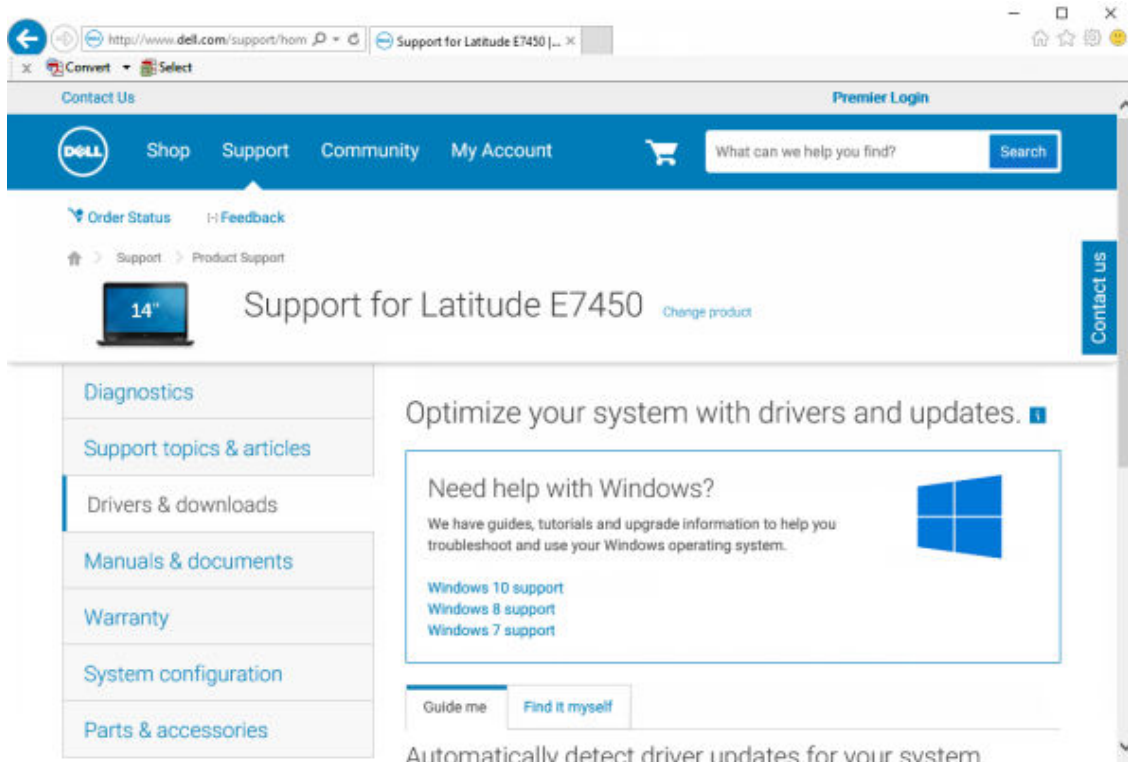 http://www.dell.com/support/hom
Support for Latitude E7450 |...
x Convert Select
Contact Us
Premier Login
DELL
Shop Support Community My Account
What can we help you find?
Search
Order Status
[-] Feedback
Support > Product Support
14"
Support for Latitude E7450
Change product
Contact us
Diagnostics
Support topics & articles
Drivers & downloads
Manuals & documents
Warranty
System configuration
Parts & accessories
Optimize your system with drivers and updates.
Need help with Windows?
We have guides, tutorials and upgrade information to help you
troubleshoot and use your Windows operating system.
Windows 10 support
Windows 8 support
Windows 7 support
Guide me
Find it myself
Automatically detect driver updates for your system